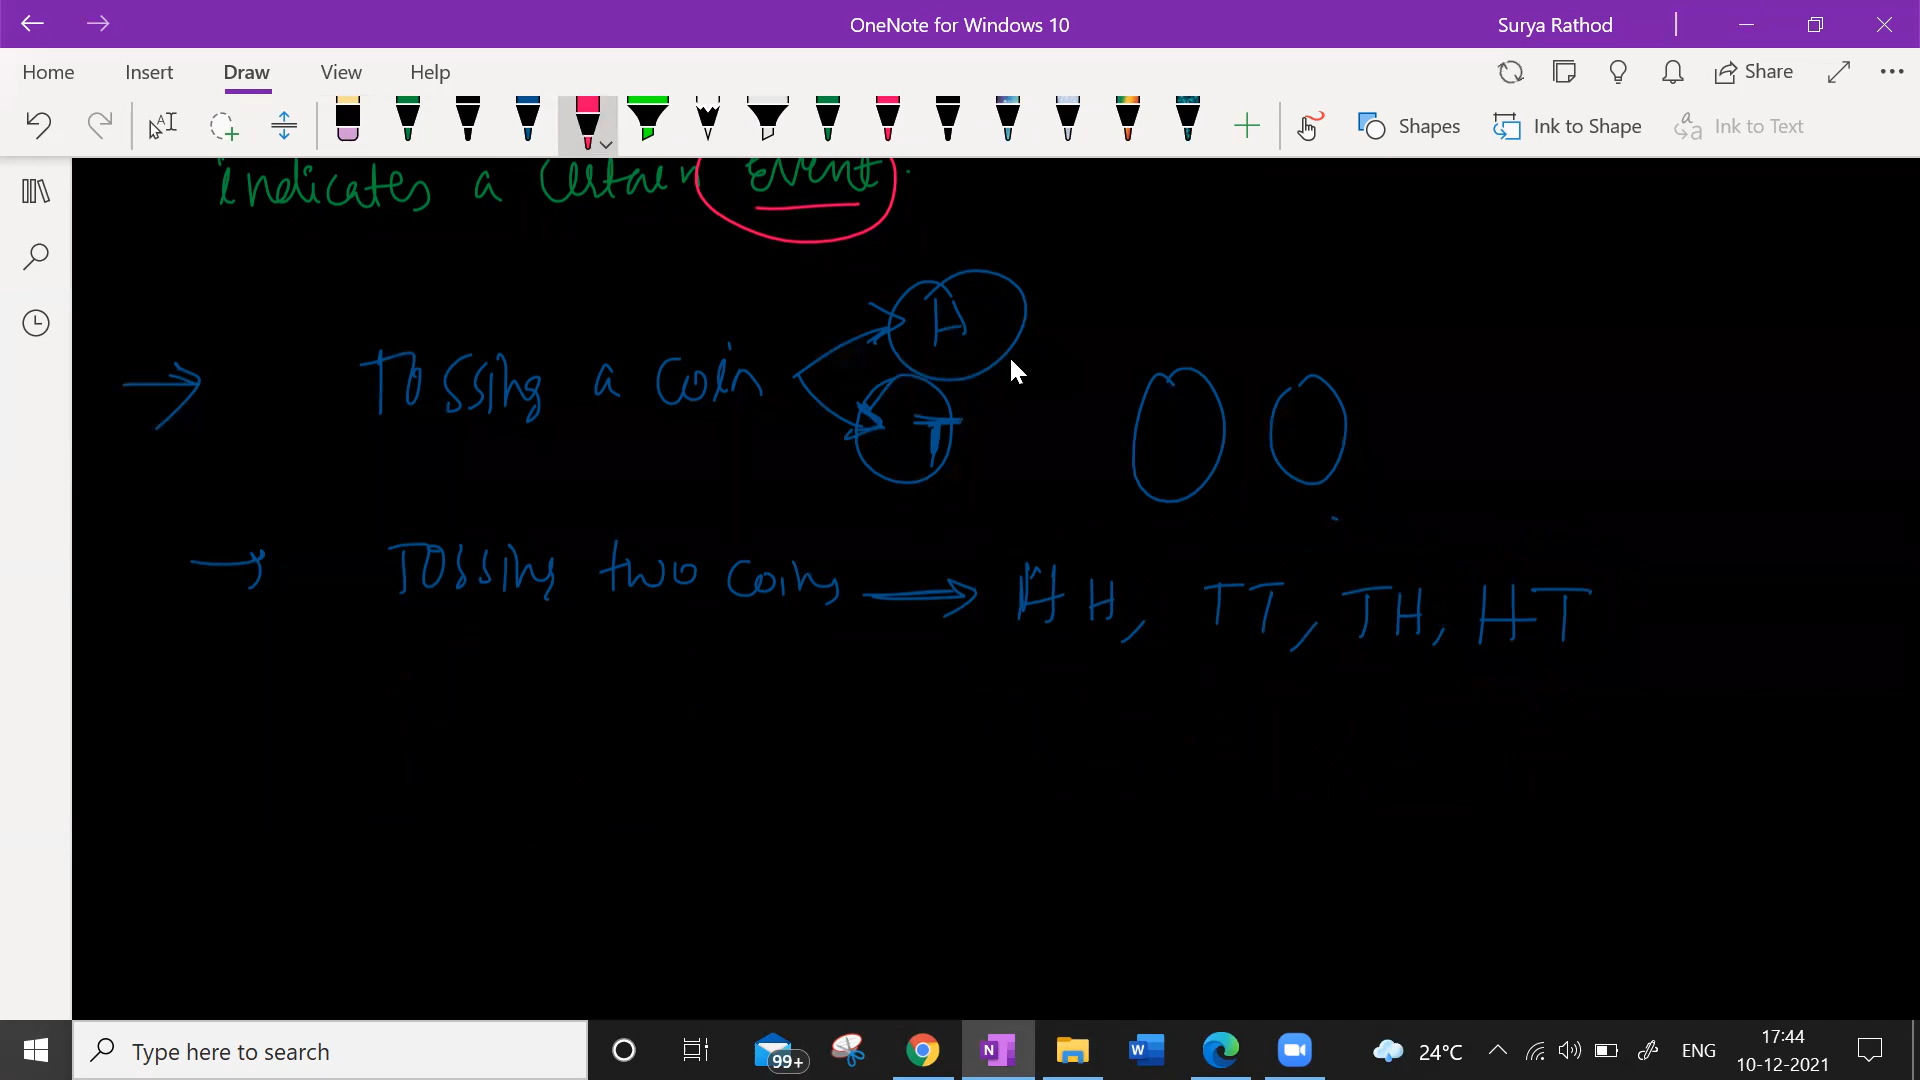 OneNote for Windows 10
Surya Rathod
Home Insert Draw View Help
Share
Shapes Ink to Shape Ink to Text
indicates a certain event.
Tossing a coin H
T
Tossing two coins HH, TT, TH, HT
Type here to search
99+
24°C
ENG
17:44
10-12-2021